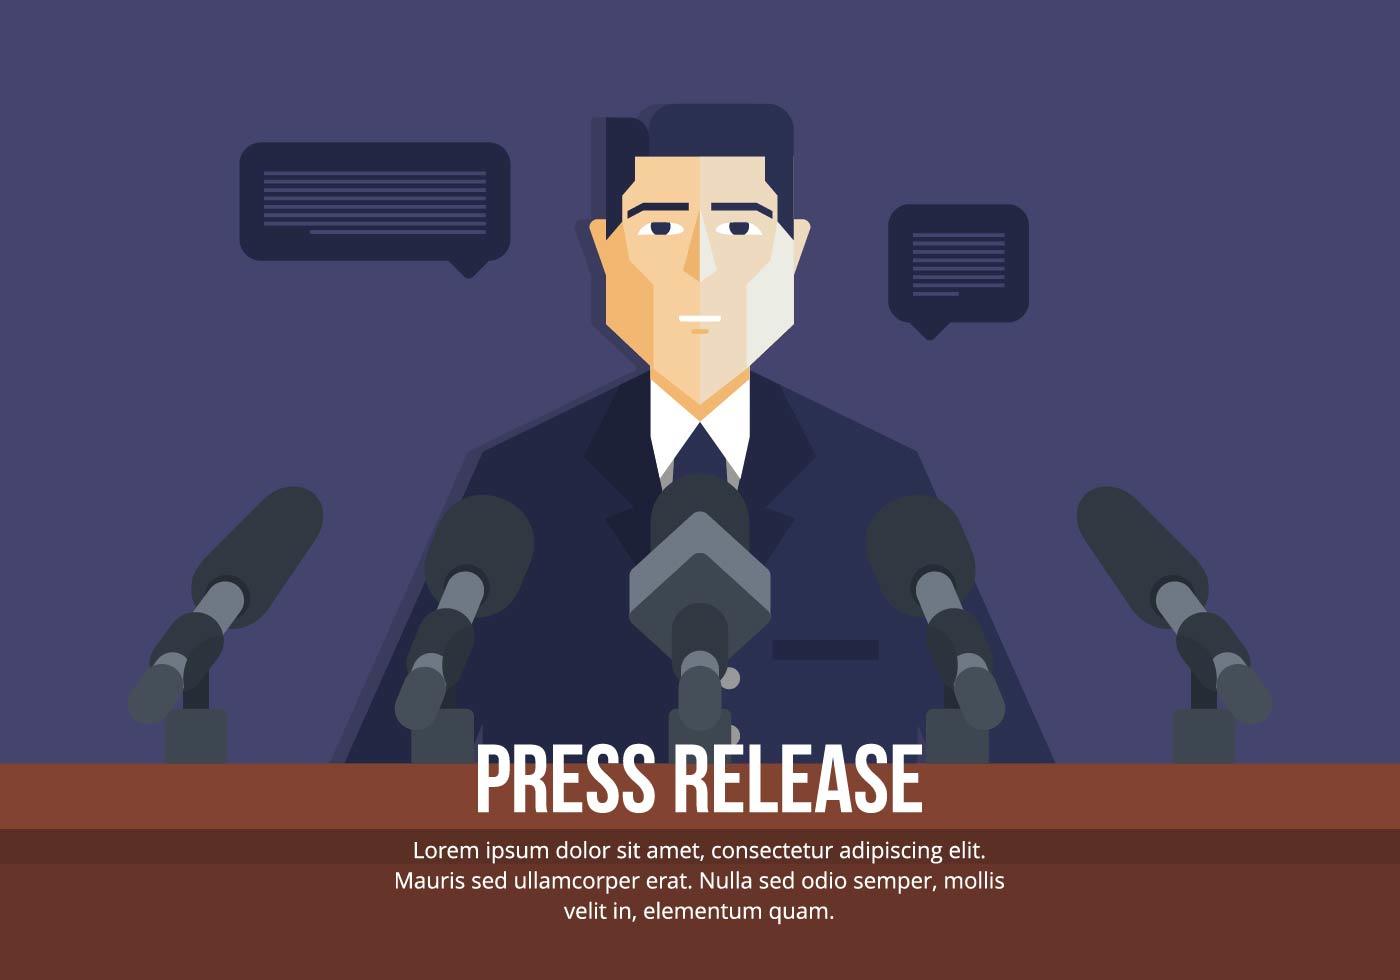 PRESS RELEASE
Lorem ipsum dolor sit amet, consectetur adipiscing elit.
Mauris sed ullamcorper erat. Nulla sed odio semper, mollis
velit in, elementum quam.